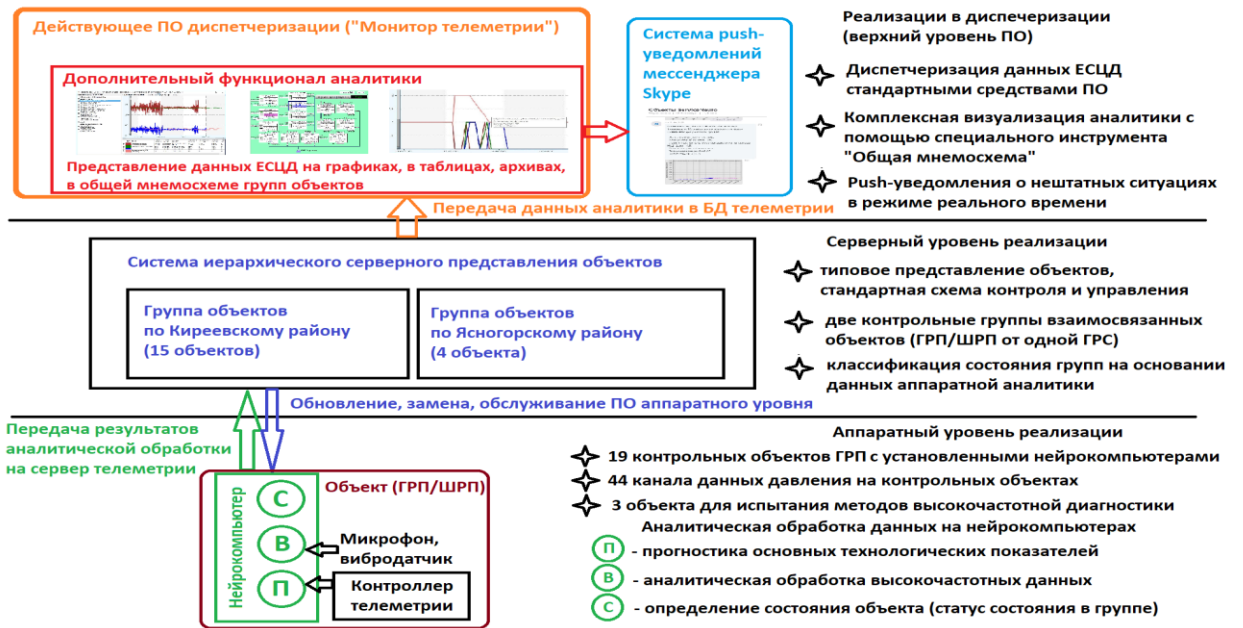 Действующее ПО диспетчеризации ("Монитор телеметрии")
Дополнительный функционал аналитики
Представление данных ЕСЦД на графиках, в таблицах, архивах,
в общей мнемосхеме групп объектов
Система push-
уведомлений
мессенджера
Skype
Реализации в диспечеризации
(верхний уровень ПО)
Диспетчеризация данных ЕСЦД
стандартными средствами ПО
Комплексная визуализация аналитики с
помощью специального инструмента
"Общая мнемосхема"
Push-уведомления о нештатных ситуациях
в режиме реального времени
Передача данных аналитики в БД телеметрии
Система иерархического серверного представления объектов
Группа объектов
по Киреевскому району
(15 объектов)
Группа объектов
по Ясногорскому району
(4 объекта)
Серверный уровень реализации
типовое представление объектов,
стандартная схема контроля и управления
две контрольные группы взаимосвязанных
объектов (ГРП/ШРП от одной ГРС)
классификация состояния групп на основании
данных аппаратной аналитики
Обновление, замена, обслуживание ПО аппаратного уровня
Передача результатов
аналитической обработки
на сервер телеметрии
Нейрокомпьютер
С
В
П
Объект (ГРП/ШРП)
Микрофон,
вибродатчик
Контроллер
телеметрии
Аппаратный уровень реализации
19 контрольных объектов ГРП с установленными нейрокомпьютерами
44 канала данных давления на контрольных объектах
3 объекта для испытания методов высокочастотной диагностики
Аналитическая обработка данных на нейрокомпьютерах
П - прогностика основных технологических показателей
В - аналитическая обработка высокочастотных данных
С - определение состояния объекта (статус состояния в группе)